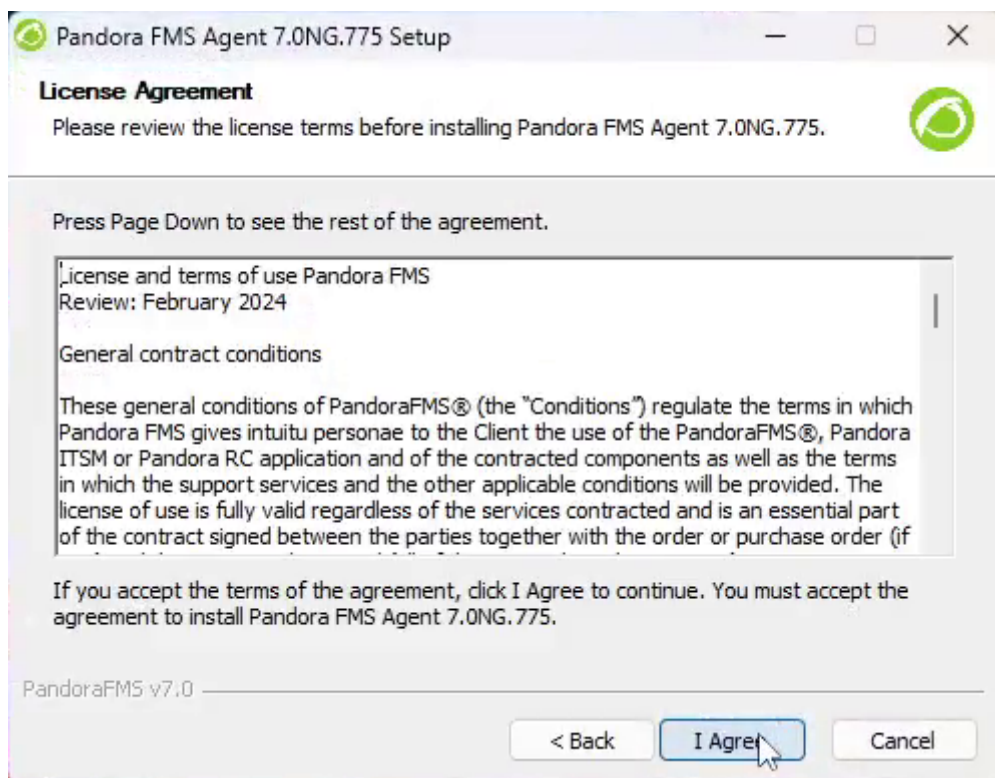 Pandora FMS Agent 7.0NG.775 Setup
License Agreement
Please review the license terms before installing Pandora FMS Agent 7.0NG.775.
Press Page Down to see the rest of the agreement.
License and terms of use Pandora FMS
Review: February 2024
General contract conditions
These general conditions of PandoraFMS® (the “Conditions”) regulate the terms in which
Pandora FMS gives intuitu personae to the Client the use of the PandoraFMS®, Pandora
ITSM or Pandora RC application and of the contracted components as well as the terms
in which the support services and the other applicable conditions will be provided. The
license of use is fully valid regardless of the services contracted and is an essential part
of the contract signed between the parties together with the order or purchase order (if
If you accept the terms of the agreement, click I Agree to continue. You must accept the
agreement to install Pandora FMS Agent 7.0NG.775.
PandoraFMS v7.0
< Back
I Agree
Cancel